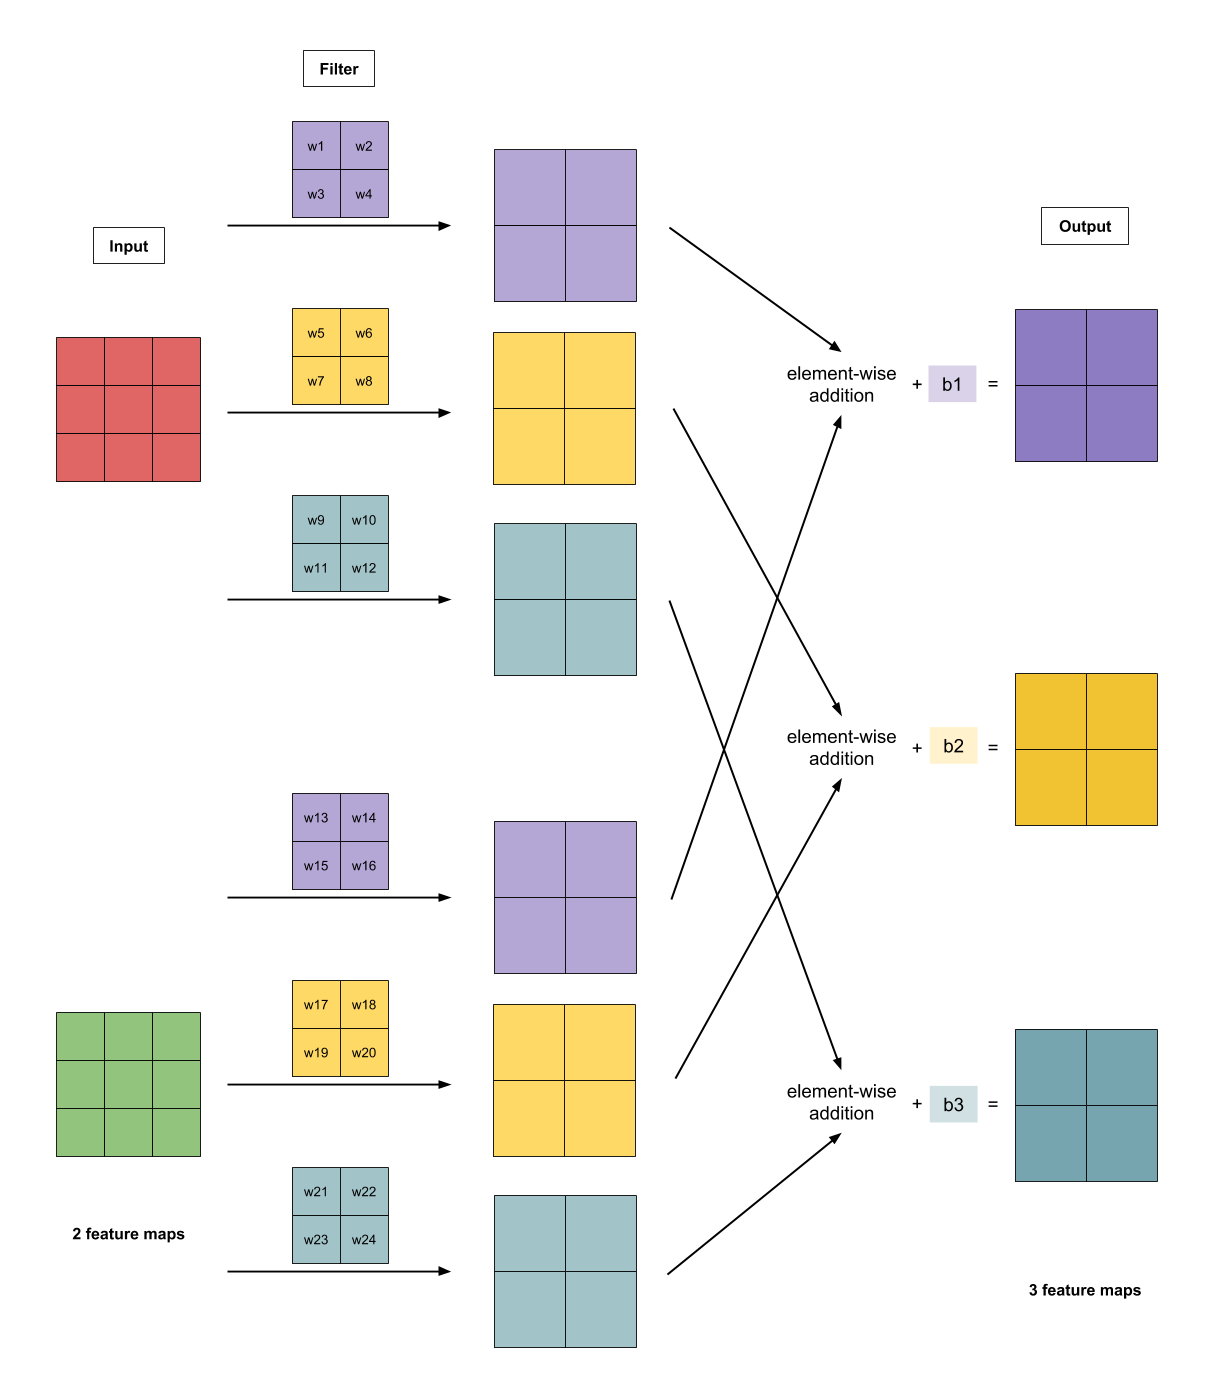 Filter
w1 w2
w3 w4
Input
Output
w5 w6
w7 w8
element-wise
addition
+ b1 =
w9 w10
w11 w12
element-wise
addition
+ b2 =
w13 w14
w15 w16
w17 w18
w19 w20
element-wise
addition
+ b3 =
w21 w22
w23 w24
2 feature maps
3 feature maps